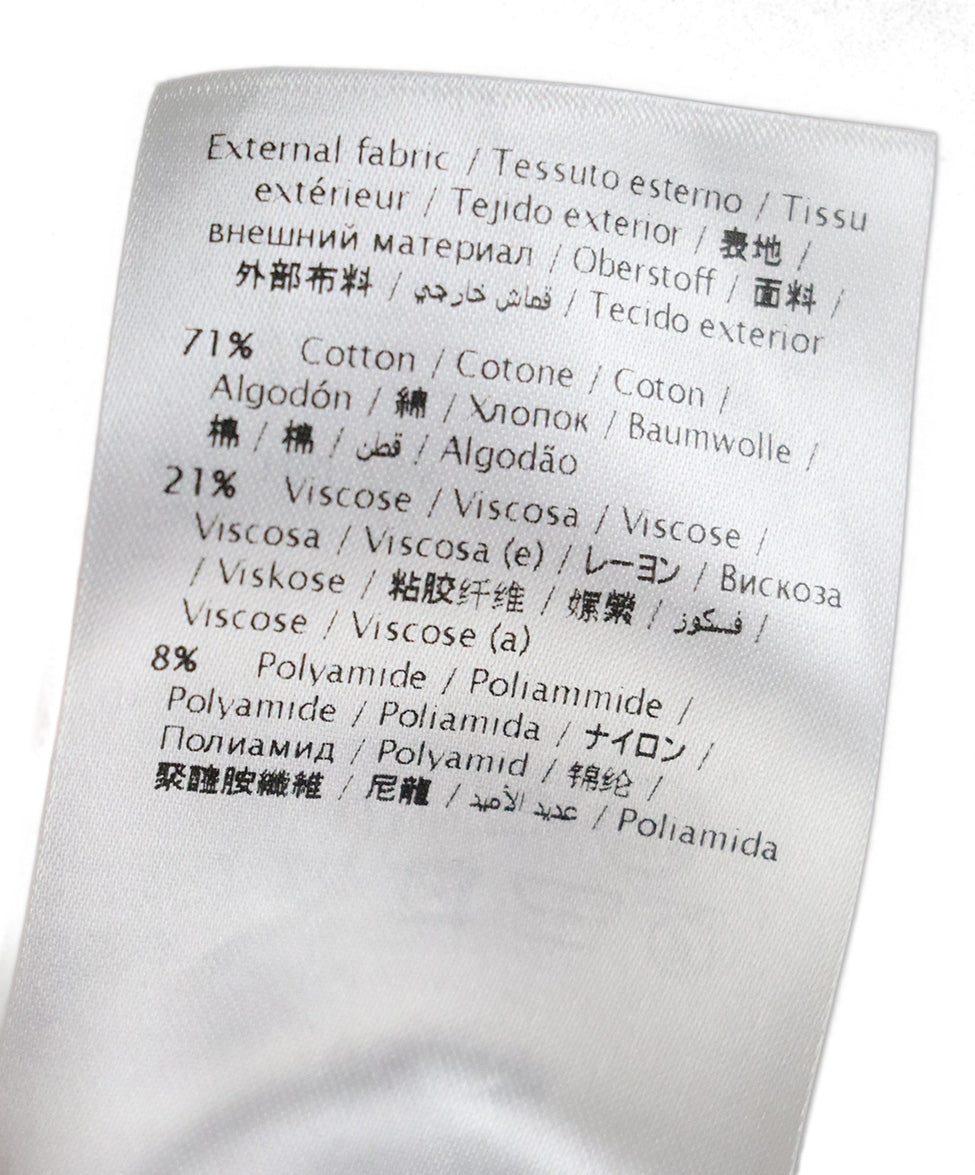 External fabric / Tessuto esterno / Tissu
extérieur / Tejido exterior / 表地 /
внешний материал / Oberstoff / 面料 /
外部布料 / قماش خارجي / Tecido exterior
71% Cotton / Cotone / Coton /
Algodón / 綿 / Хлопок / Baumwolle /
棉 / 棉 / قطن / Algodão
21% Viscose / Viscosa / Viscose /
Viscosa / Viscosa (e) / レーヨン / Вискоза
/ Viskose / 粘胶纤维 / 嫘縈 / فسكوز /
Viscose / Viscose (a)
8% Polyamide / Poliammide /
Polyamide / Poliamida / ナイロン /
Полиамид / Polyamid / 锦纶 /
聚醯胺纖維 / 尼龍 / عديد الأميد / Poliamida